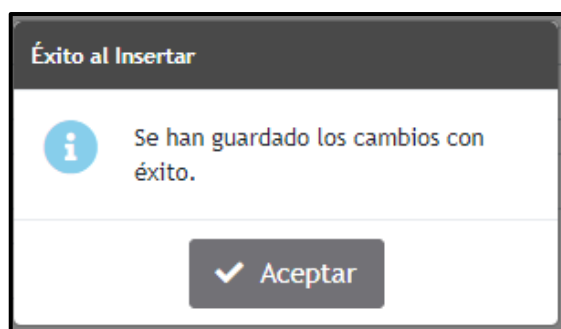 Éxito al Insertar
Se han guardado los cambios con
éxito.
Aceptar